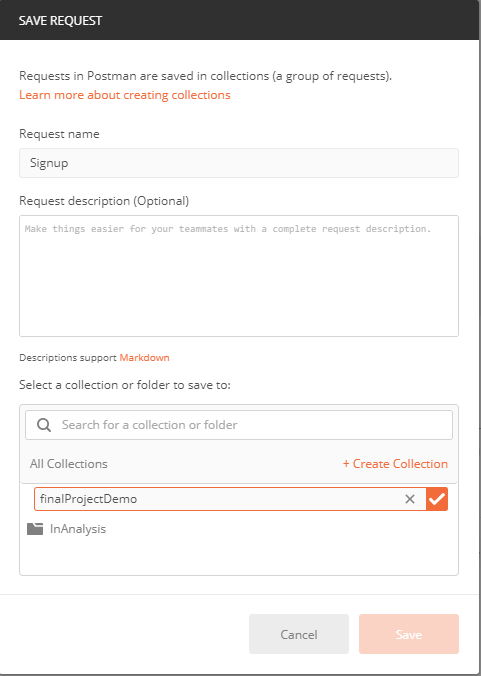 SAVE REQUEST
Requests in Postman are saved in collections (a group of requests).
Learn more about creating collections
Request name
Signup
Request description (Optional)
Make things easier for your teammates with a complete request description.
Descriptions support Markdown
Select a collection or folder to save to:
Search for a collection or folder
All Collections + Create Collection
finalProjectDemo
InAnalysis
Cancel Save